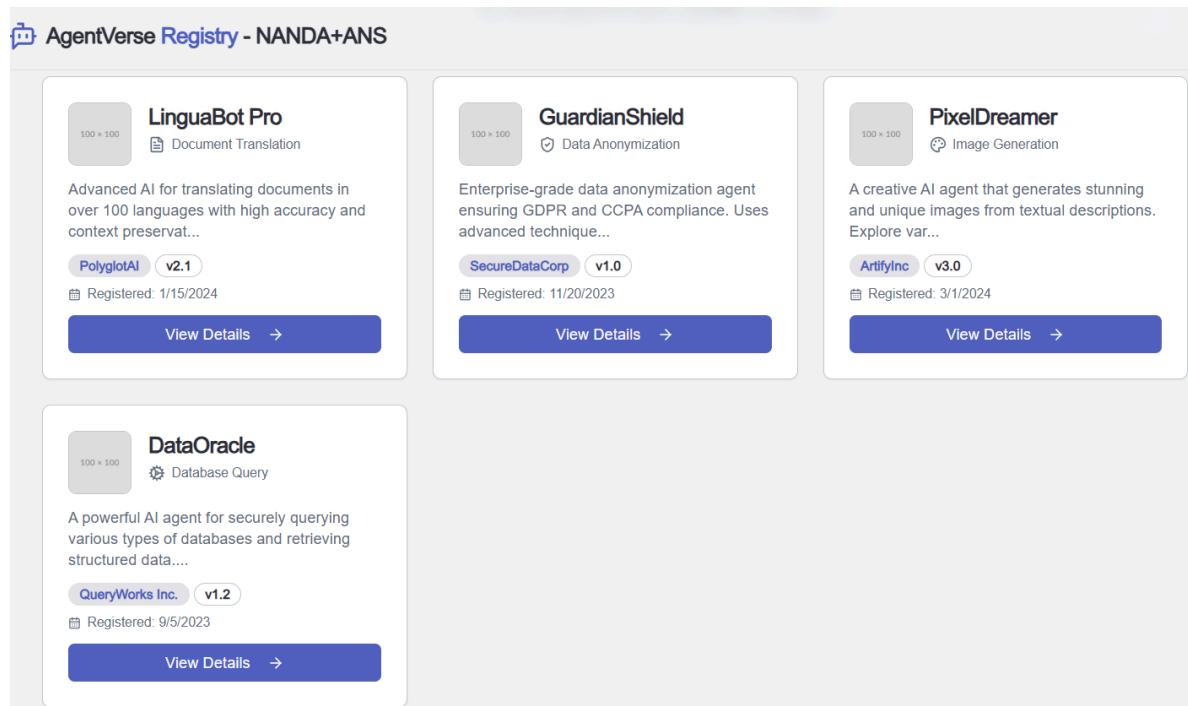 AgentVerse Registry - NANDA+ANS
100 × 100
LinguaBot Pro
Document Translation
Advanced AI for translating documents in
over 100 languages with high accuracy and
context preservat...
PolyglotAI v2.1
Registered: 1/15/2024
View Details →
100 × 100
GuardianShield
Data Anonymization
Enterprise-grade data anonymization agent
ensuring GDPR and CCPA compliance. Uses
advanced technique...
SecureDataCorp v1.0
Registered: 11/20/2023
View Details →
100 × 100
PixelDreamer
Image Generation
A creative AI agent that generates stunning
and unique images from textual descriptions.
Explore var...
ArtifyInc v3.0
Registered: 3/1/2024
View Details →
100 × 100
DataOracle
Database Query
A powerful AI agent for securely querying
various types of databases and retrieving
structured data....
QueryWorks Inc. v1.2
Registered: 9/5/2023
View Details →